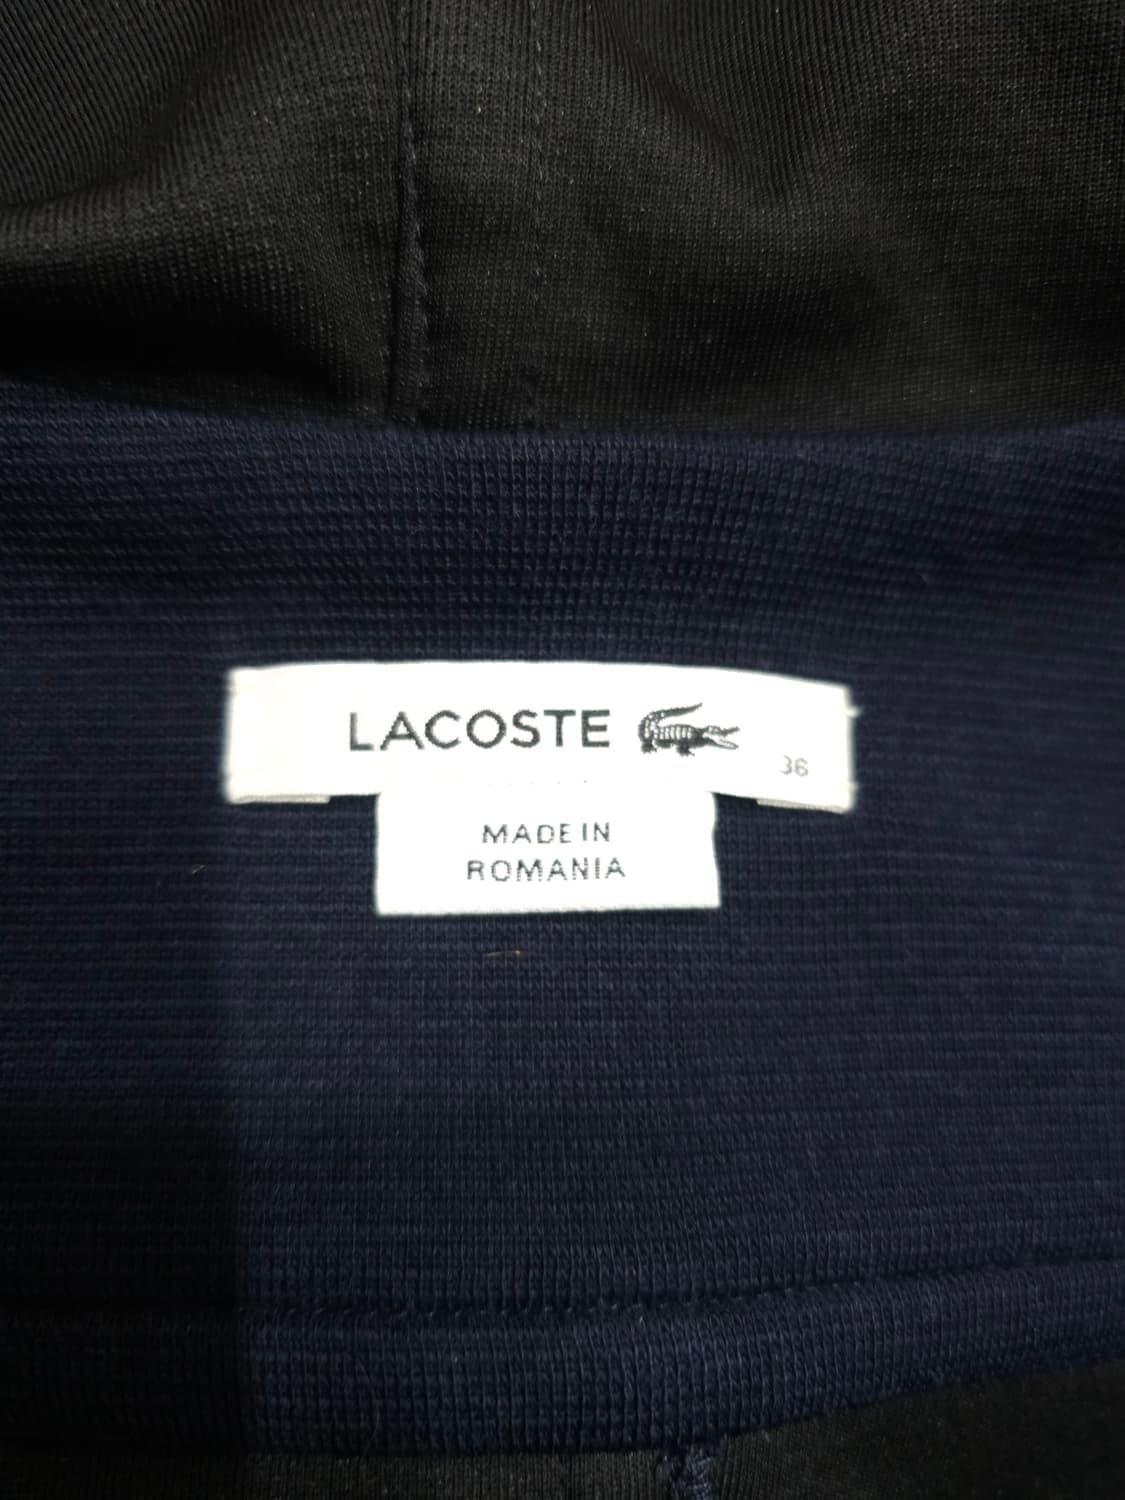 LACOSTE
36
MADE IN
ROMANIA